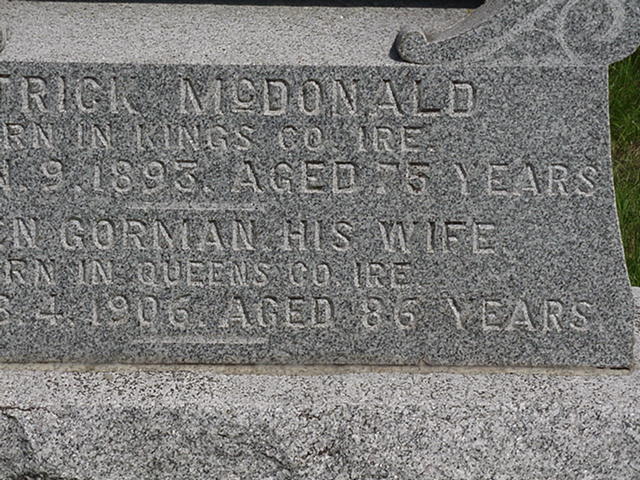 TRICK McDONALD
RN IN KINGS CO. IRE.
N. 9. 1893. AGED 75 YEARS
EN GORMAN HIS WIFE
RN IN QUEENS CO. IRE.
4. 1906. AGED 86 YEARS